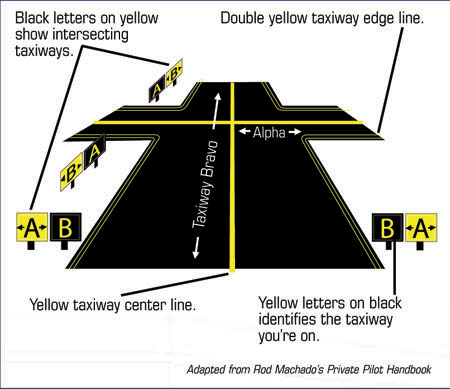 Black letters on yellow
show intersecting
taxiways.
Double yellow taxiway edge line.
A B
B A
Taxiway Bravo
Alpha
A B
B A
Yellow taxiway center line.
Yellow letters on black
identifies the taxiway
you're on.
Adapted from Rod Machado's Private Pilot Handbook